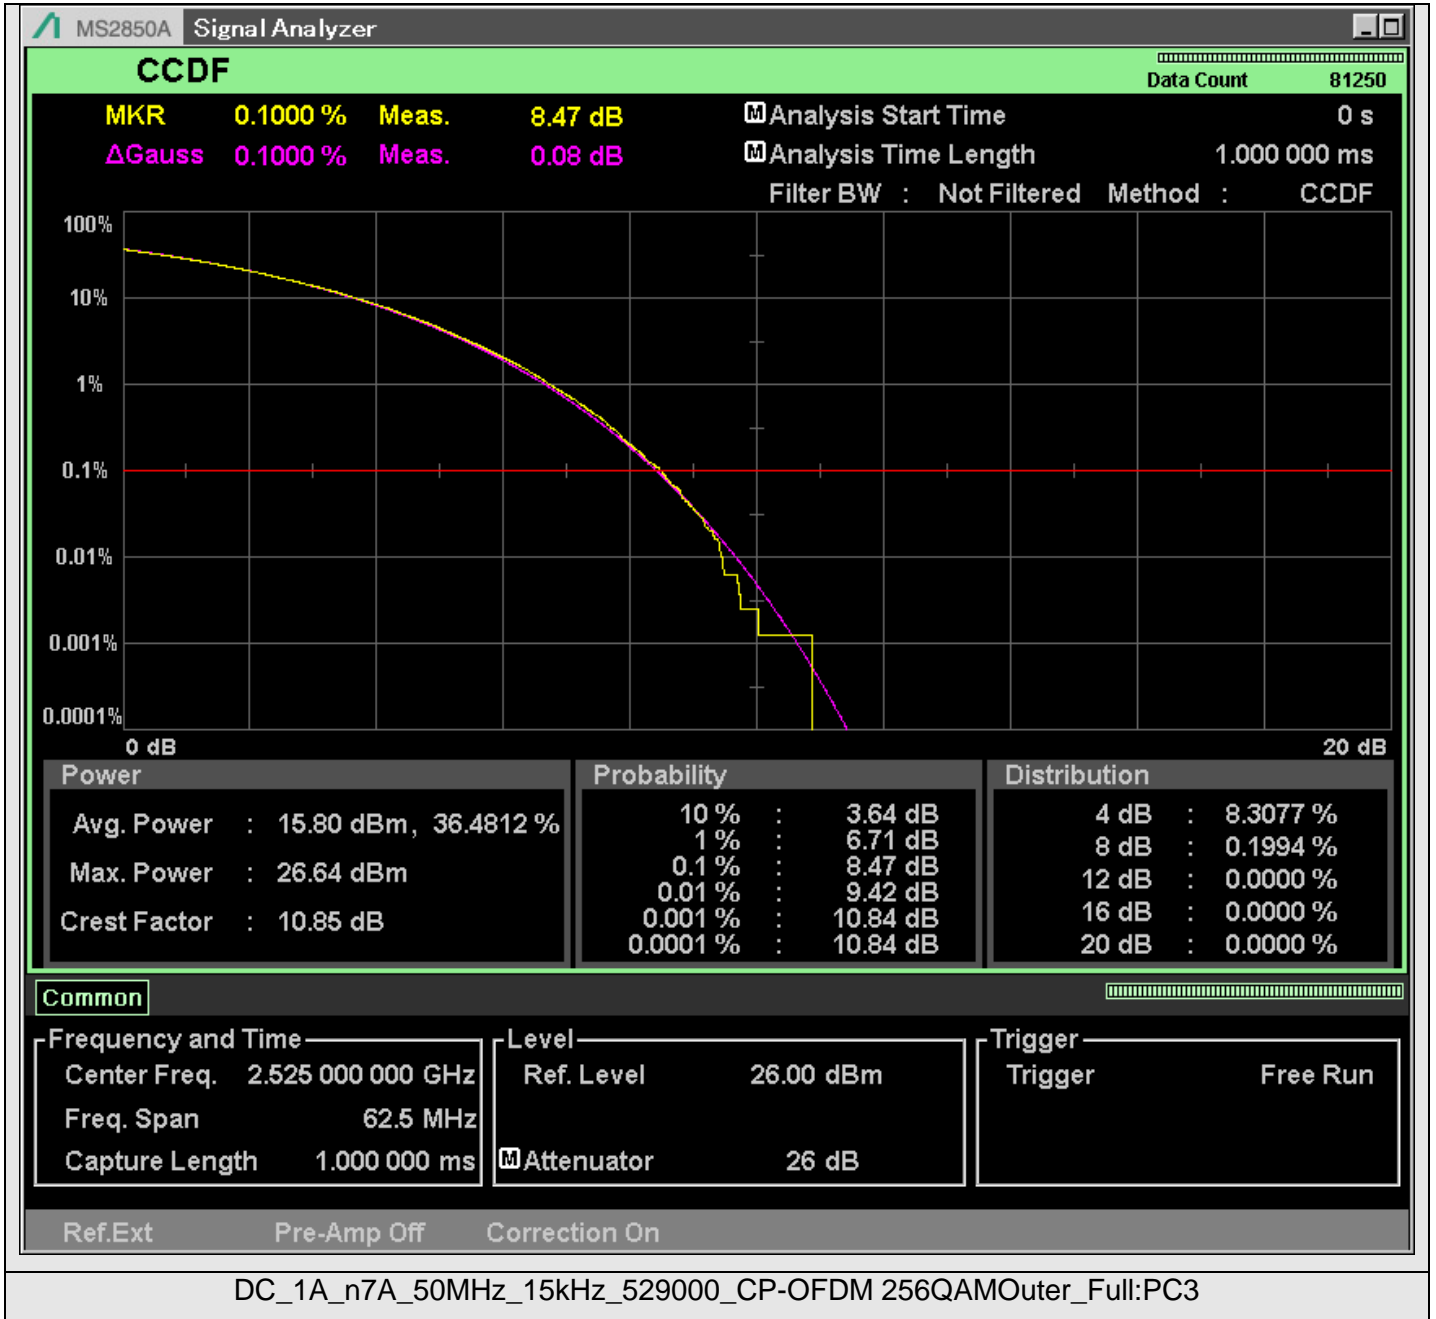 MS2850A Signal Analyzer
CCDF
Data Count 81250
MKR 0.1000 % Meas. 8.47 dB
M Analysis Start Time 0 s
ΔGauss 0.1000 % Meas. 0.08 dB
M Analysis Time Length 1.000 000 ms
Filter BW : Not Filtered Method : CCDF
100%
10%
1%
0.1%
0.01%
0.001%
0.0001%
0 dB 20 dB
Power
Avg. Power : 15.80 dBm, 36.4812 %
Max. Power : 26.64 dBm
Crest Factor : 10.85 dB
Probability
10 % : 3.64 dB
1 % : 6.71 dB
0.1 % : 8.47 dB
0.01 % : 9.42 dB
0.001 % : 10.84 dB
0.0001 % : 10.84 dB
Distribution
4 dB : 8.3077 %
8 dB : 0.1994 %
12 dB : 0.0000 %
16 dB : 0.0000 %
20 dB : 0.0000 %
Common
Frequency and Time
Center Freq. 2.525 000 000 GHz
Freq. Span 62.5 MHz
Capture Length 1.000 000 ms
Level
Ref. Level 26.00 dBm
M Attenuator 26 dB
Trigger
Trigger Free Run
Ref.Ext Pre-Amp Off Correction On
DC_1A_n7A_50MHz_15kHz_529000_CP-OFDM 256QAMOuter_Full:PC3